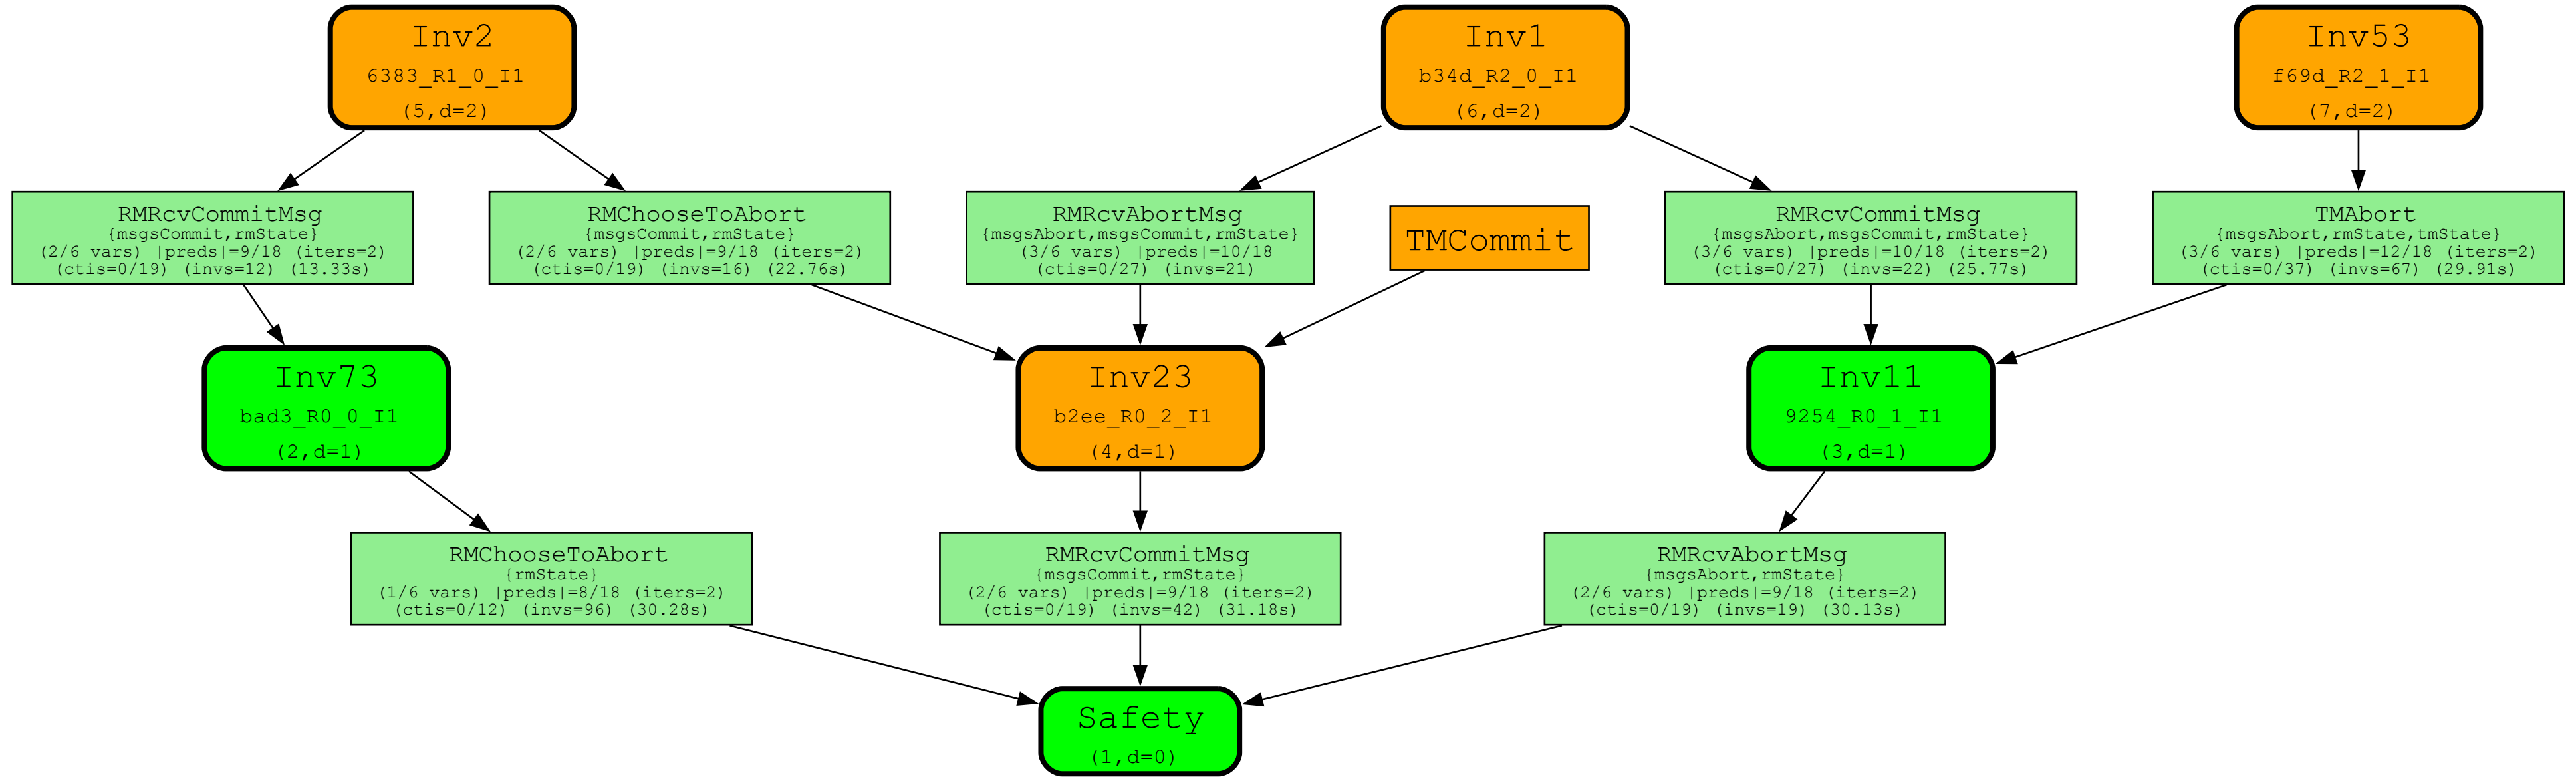 Inv2
6383_R1_0_I1
(5,d=2)
Inv1
b34d_R2_0_I1
(6,d=2)
Inv53
f69d_R2_1_I1
(7,d=2)
RMRcvCommitMsg
{msgsCommit,rmState}
(2/6 vars) |preds|=9/18 (iters=2)
(ctis=0/19) (invs=12) (13.33s)
RMChooseToAbort
{msgsCommit,rmState}
(2/6 vars) |preds|=9/18 (iters=2)
(ctis=0/19) (invs=16) (22.76s)
RMRcvAbortMsg
{msgsAbort,msgsCommit,rmState}
(3/6 vars) |preds|=10/18
(ctis=0/27) (invs=21)
TMCommit
RMRcvCommitMsg
{msgsAbort,msgsCommit,rmState}
(3/6 vars) |preds|=10/18 (iters=2)
(ctis=0/27) (invs=22) (25.77s)
TMAbort
{msgsAbort,rmState,tmState}
(3/6 vars) |preds|=12/18 (iters=2)
(ctis=0/37) (invs=67) (29.91s)
Inv73
bad3_R0_0_I1
(2,d=1)
Inv23
b2ee_R0_2_I1
(4,d=1)
Inv11
9254_R0_1_I1
(3,d=1)
RMChooseToAbort
{rmState}
(1/6 vars) |preds|=8/18 (iters=2)
(ctis=0/12) (invs=96) (30.28s)
RMRcvCommitMsg
{msgsCommit,rmState}
(2/6 vars) |preds|=9/18 (iters=2)
(ctis=0/19) (invs=42) (31.18s)
RMRcvAbortMsg
{msgsAbort,rmState}
(2/6 vars) |preds|=9/18 (iters=2)
(ctis=0/19) (invs=19) (30.13s)
Safety
(1,d=0)